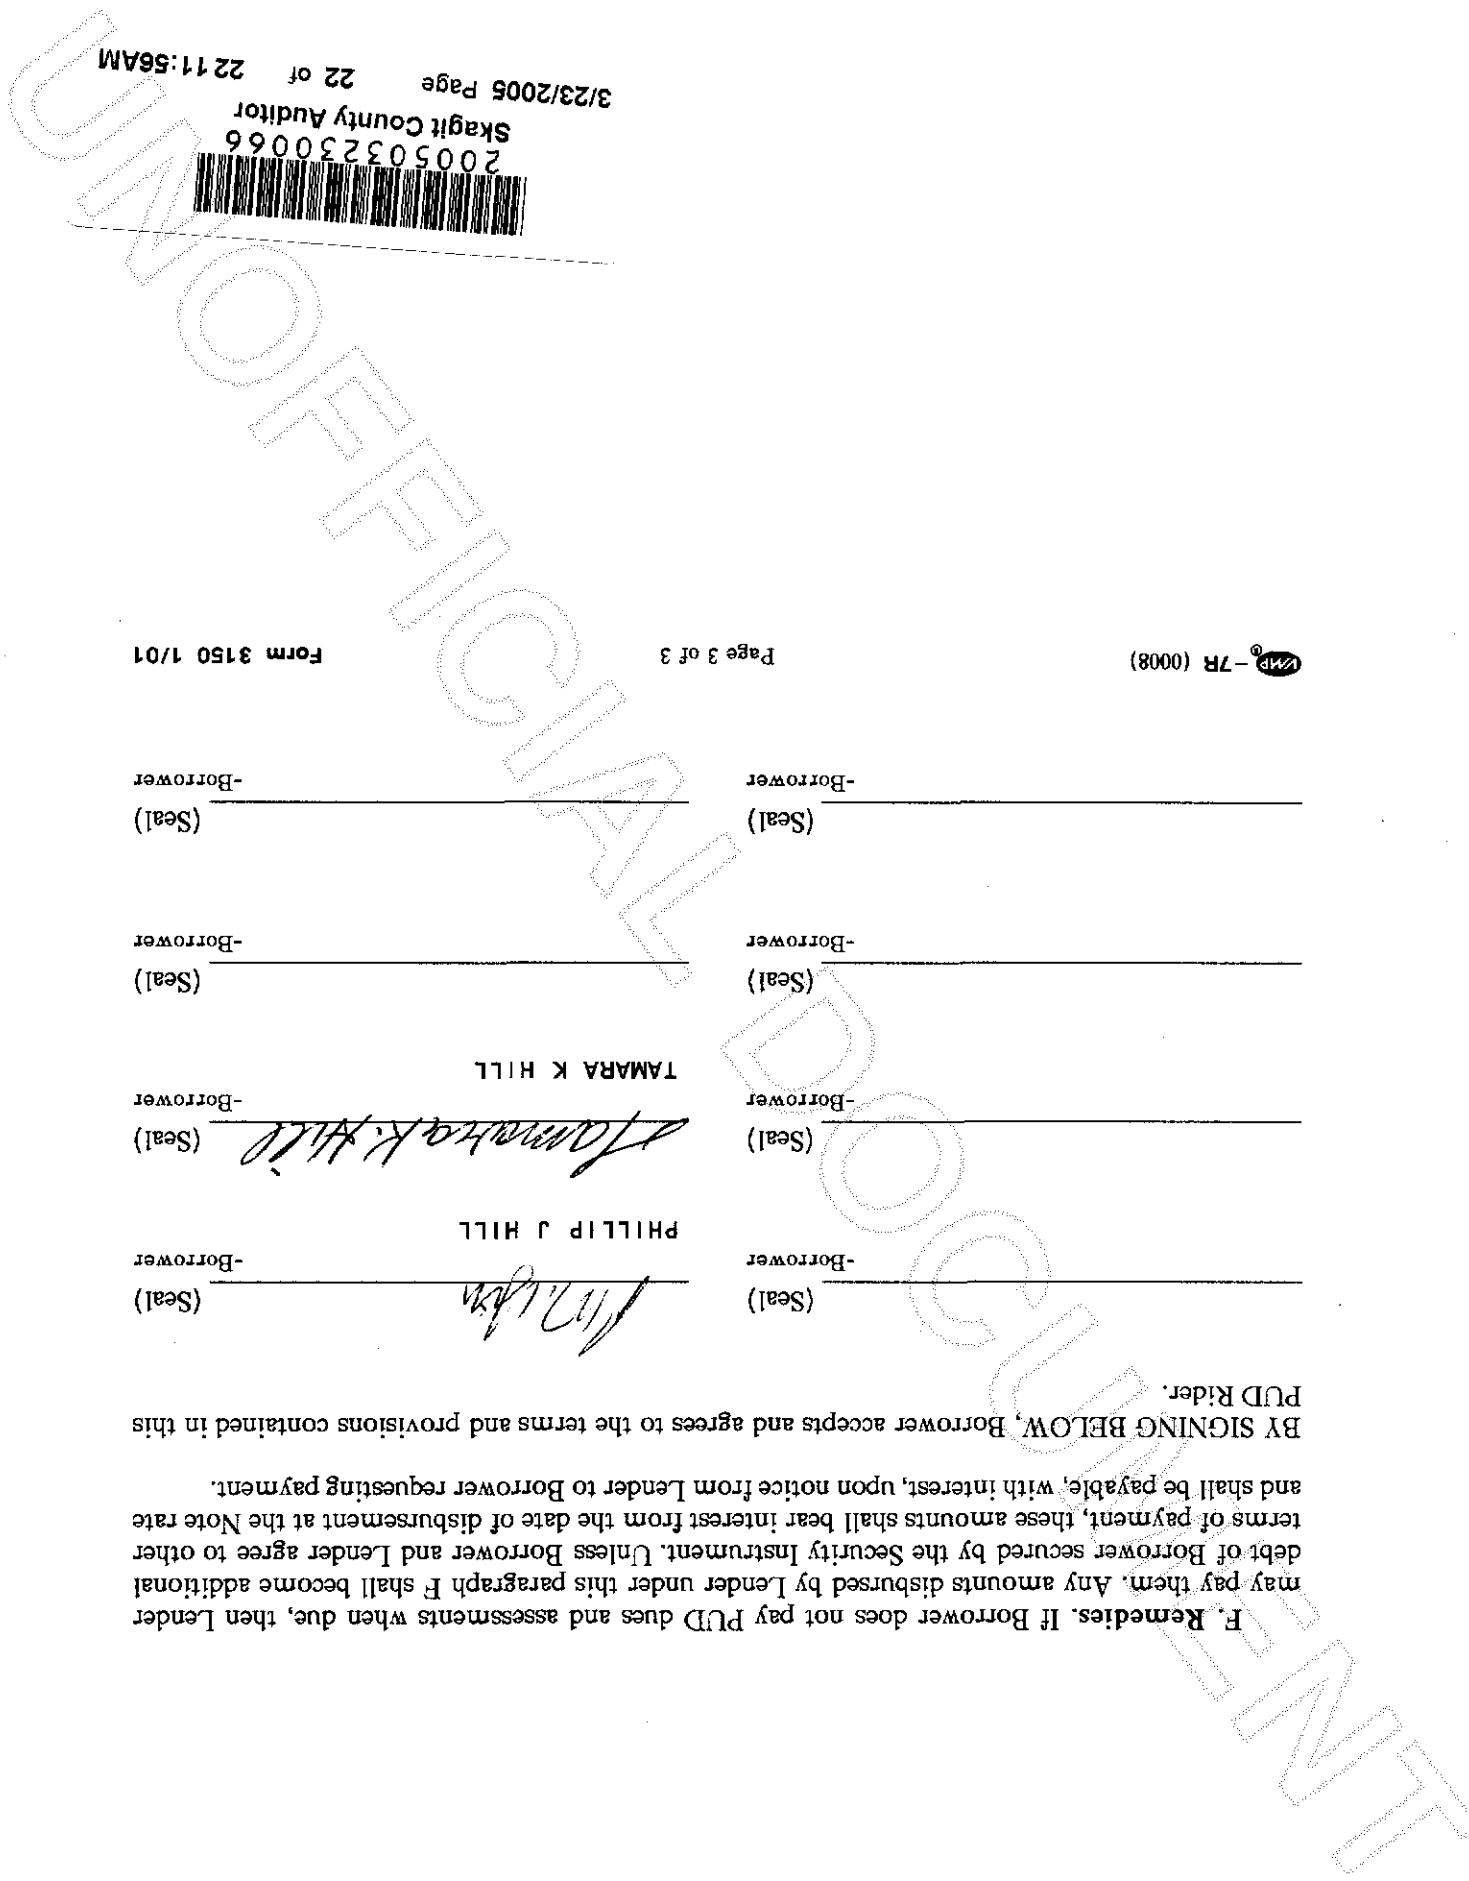 F. Remedies. If Borrower does not pay PUD dues and assessments when due, then Lender
may pay them. Any amounts disbursed by Lender under this paragraph F shall become additional
debt of Borrower secured by the Security Instrument. Unless Borrower and Lender agree to other
terms of payment, these amounts shall bear interest from the date of disbursement at the Note rate
and shall be payable, with interest, upon notice from Lender to Borrower requesting payment.
BY SIGNING BELOW, Borrower accepts and agrees to the terms and provisions contained in this
PUD Rider.
(Seal) (Seal)
-Borrower -Borrower
PHILLIP J HILL
Tamara K. Hill (Seal) (Seal)
-Borrower -Borrower
TAMARA K HILL
(Seal) (Seal)
-Borrower -Borrower
(Seal) (Seal)
-Borrower -Borrower
VMP®-7R (0008) Page 3 of 3 Form 3150 1/01
200503230066
Skagit County Auditor
3/23/2005 Page 22 of 22 11:56AM
UNOFFICIAL DOCUMENT